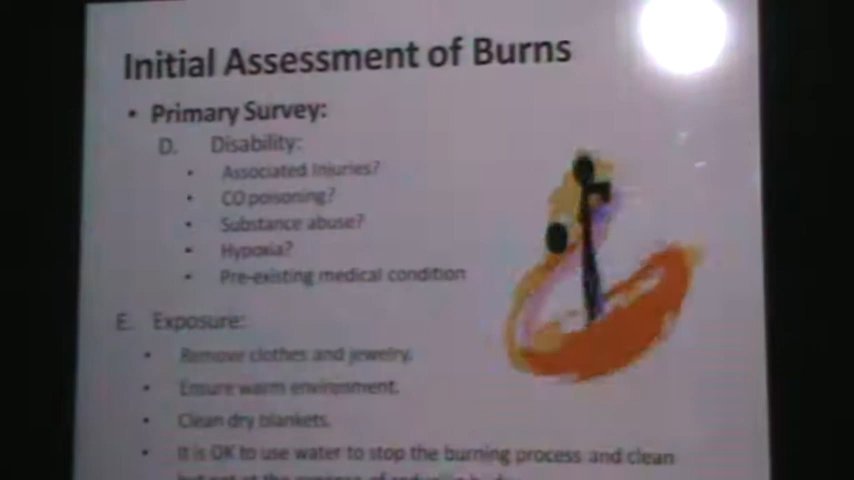 Initial Assessment of Burns
• Primary Survey:
D. Disability:
• Associated Injuries?
• CO poisoning?
• Substance abuse?
• Hypoxia?
• Pre-existing medical condition
E. Exposure:
• Remove clothes and jewelry.
• Ensure warm environment.
• Clean dry blankets.
• It is OK to use water to stop the burning process and clean